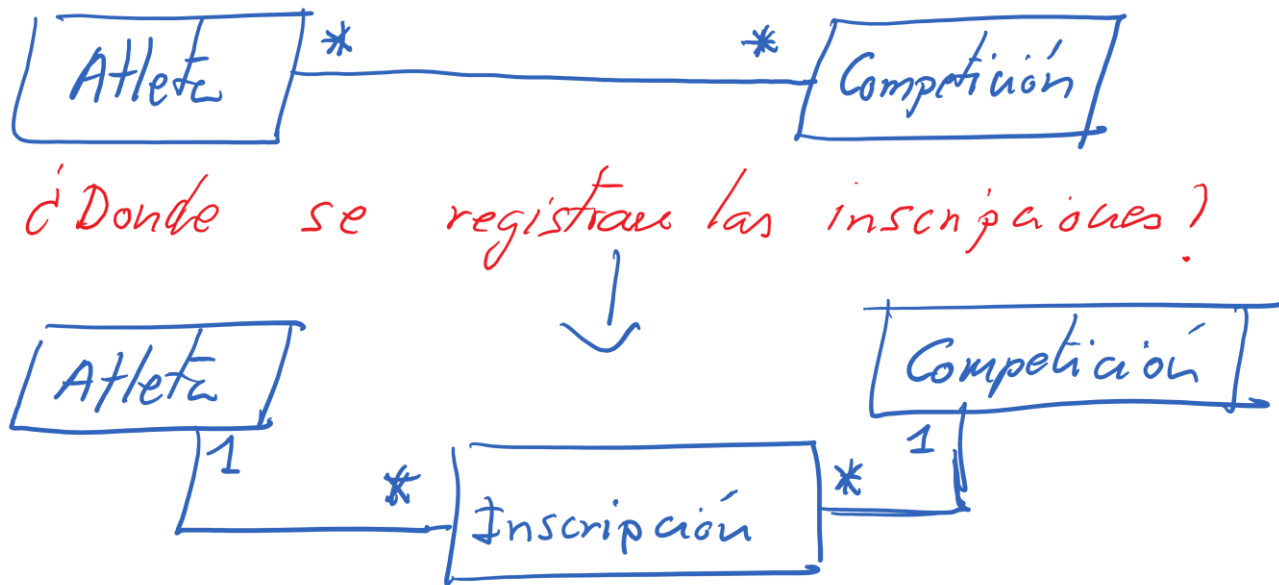 Atleta * * Competición
¿Donde se registran las inscripciones?
Atleta Competición
1 1
* *
Inscripción